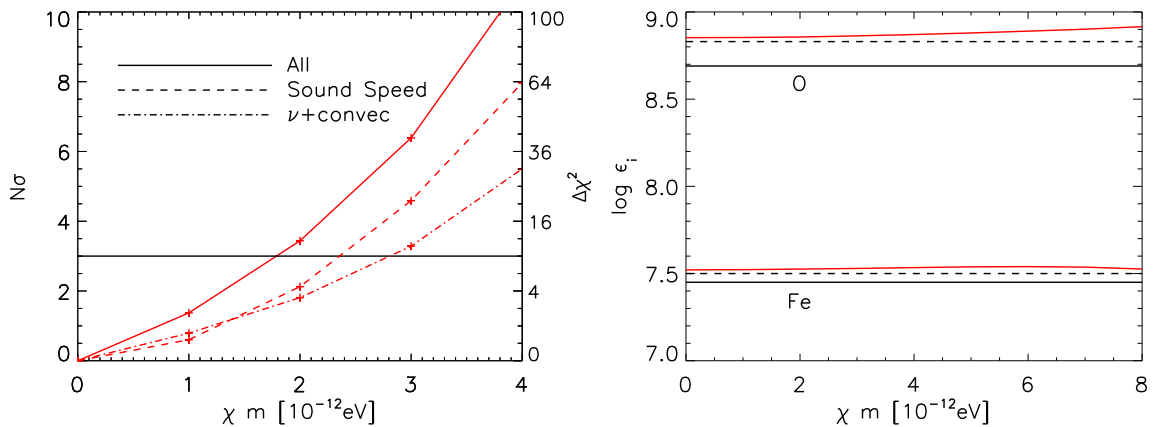 10
8
6
4
2
0
Nσ
All
Sound Speed
ν+convec
100
64
36
16
4
0
Δχ²
0 1 2 3 4
χ m [10⁻¹²eV]
9.0
8.5
8.0
7.5
7.0
log ϵᵢ
O
Fe
0 2 4 6 8
χ m [10⁻¹²eV]